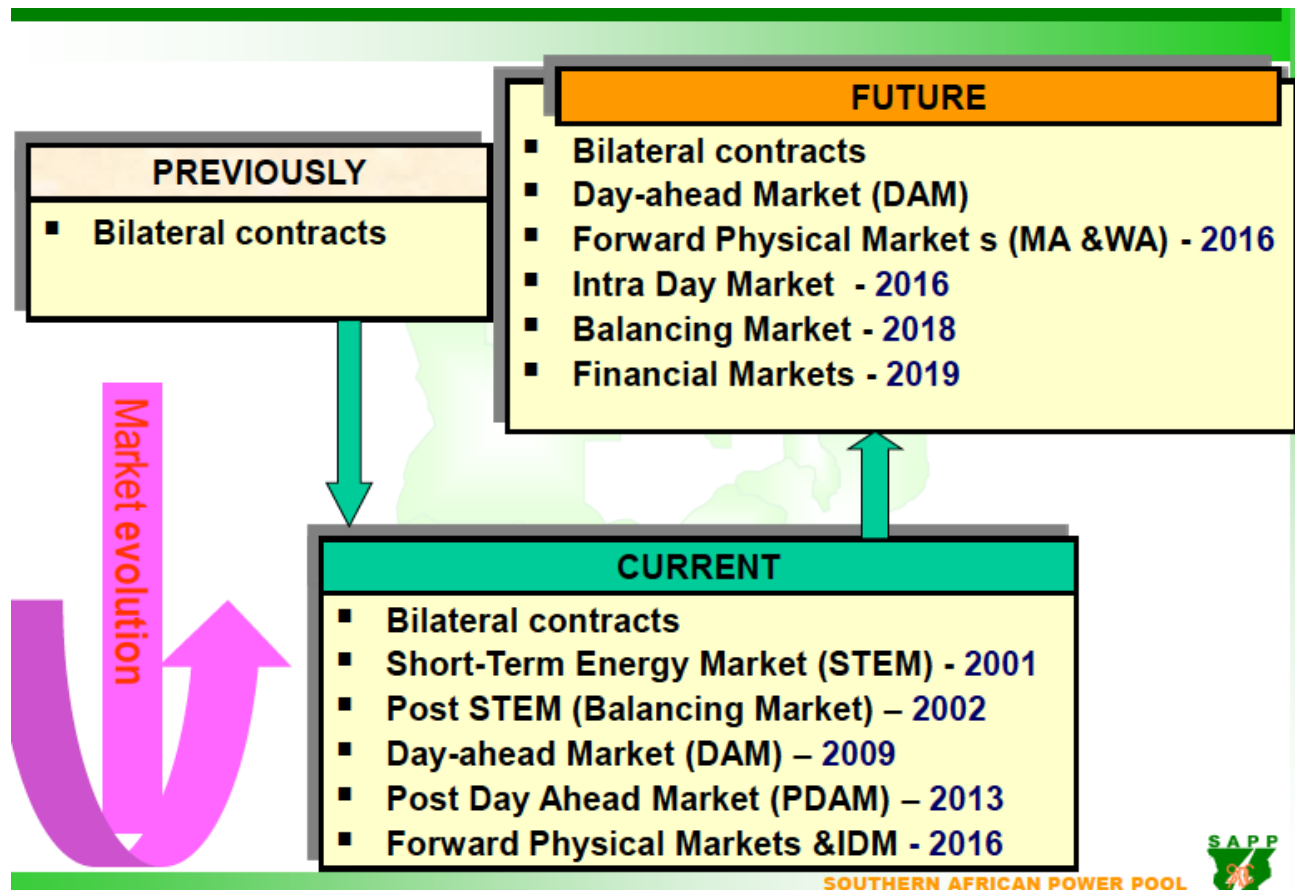 PREVIOUSLY
▪ Bilateral contracts
FUTURE
▪ Bilateral contracts
▪ Day-ahead Market (DAM)
▪ Forward Physical Market s (MA &WA) - 2016
▪ Intra Day Market - 2016
▪ Balancing Market - 2018
▪ Financial Markets - 2019
Market evolution
CURRENT
▪ Bilateral contracts
▪ Short-Term Energy Market (STEM) - 2001
▪ Post STEM (Balancing Market) – 2002
▪ Day-ahead Market (DAM) – 2009
▪ Post Day Ahead Market (PDAM) – 2013
▪ Forward Physical Markets &IDM - 2016
SAPP
SOUTHERN AFRICAN POWER POOL